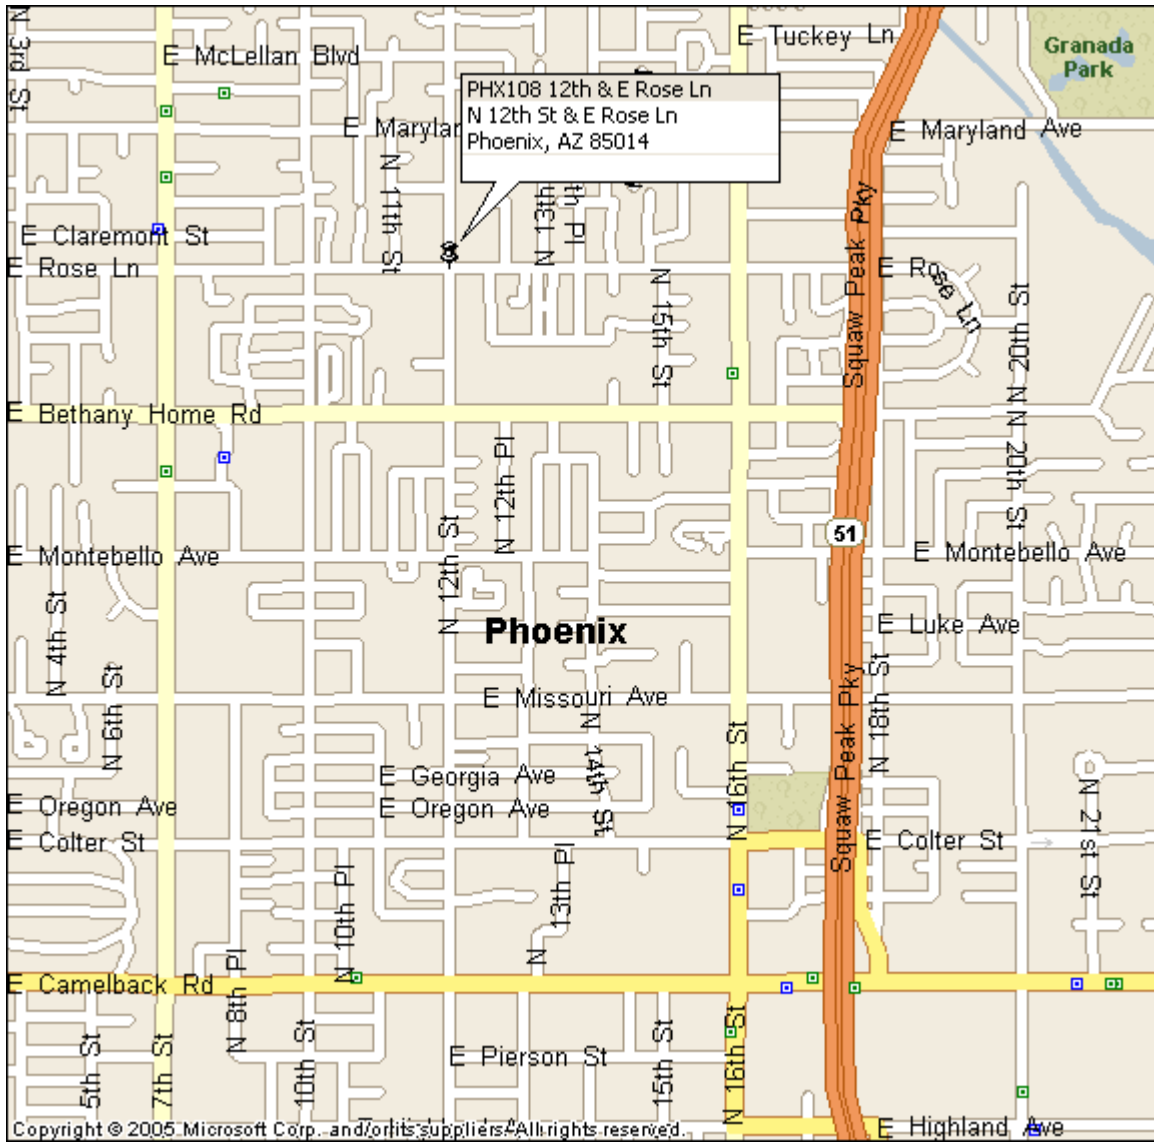 N 3rd St
E McLellan Blvd
E Tuckey Ln
Granada
Park
PHX108 12th & E Rose Ln
N 12th St & E Rose Ln
Phoenix, AZ 85014
E Maryland Ave
N 11th St
N 13th
Pl
E Claremont St
E Rose Ln
E Rose Ln
N 15th St
Squaw Peak Pky
N 20th St
E Bethany Home Rd
N 12th Pl
N 20th St
51
E Montebello Ave
N 12th St
E Montebello Ave
N 4th St
Phoenix
E Luke Ave
N 6th St
E Missouri Ave
N 18th St
Squaw Peak Pky
N 14th St
N 16th St
E Georgia Ave
E Oregon Ave
E Oregon Ave
N 21st St
E Colter St
E Colter St
N 10th Pl
N 13th Pl
E Camelback Rd
N 8th Pl
5th St
7th St
10th St
E Pierson St
15th St
N 16th St
E Highland Ave
Copyright © 2005 Microsoft Corp. and/or its suppliers. All rights reserved.